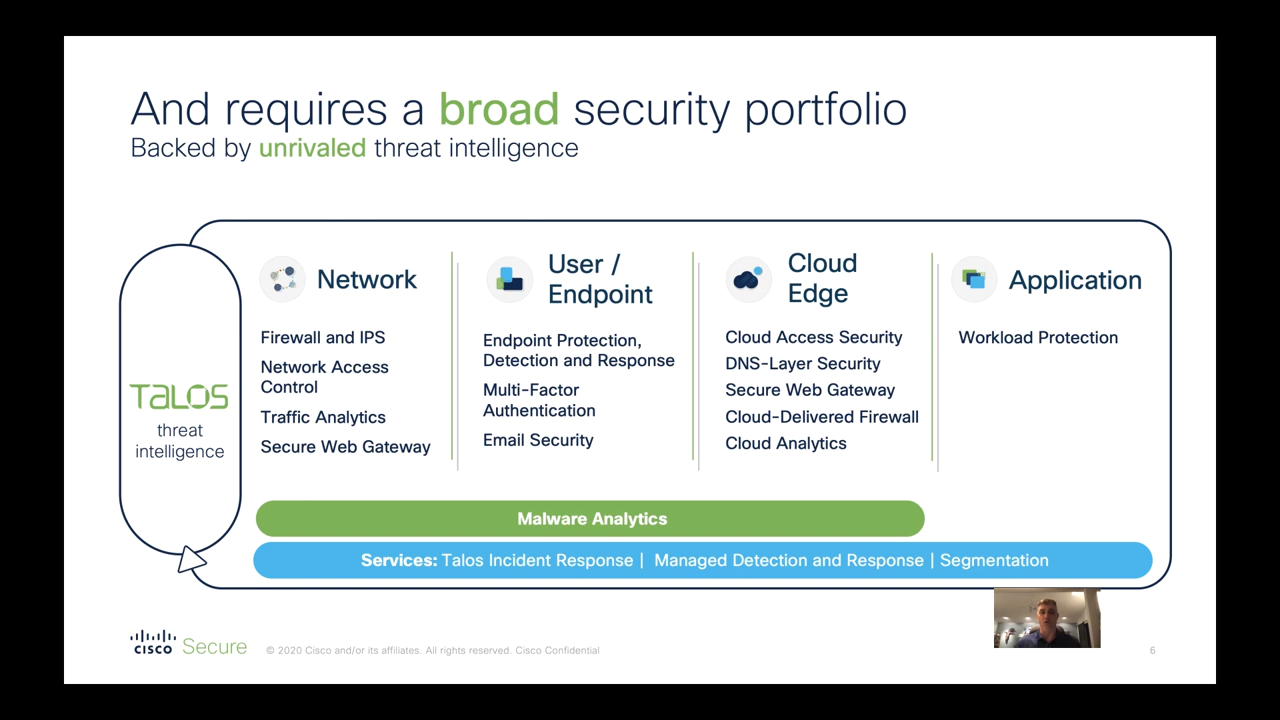 And requires a broad security portfolio
Backed by unrivaled threat intelligence
TALOS
threat
intelligence
Network
Firewall and IPS
Network Access
Control
Traffic Analytics
Secure Web Gateway
User /
Endpoint
Endpoint Protection,
Detection and Response
Multi-Factor
Authentication
Email Security
Cloud
Edge
Cloud Access Security
DNS-Layer Security
Secure Web Gateway
Cloud-Delivered Firewall
Cloud Analytics
Application
Workload Protection
Malware Analytics
Services: Talos Incident Response | Managed Detection and Response | Segmentation
cisco Secure
© 2020 Cisco and/or its affiliates. All rights reserved. Cisco Confidential
6